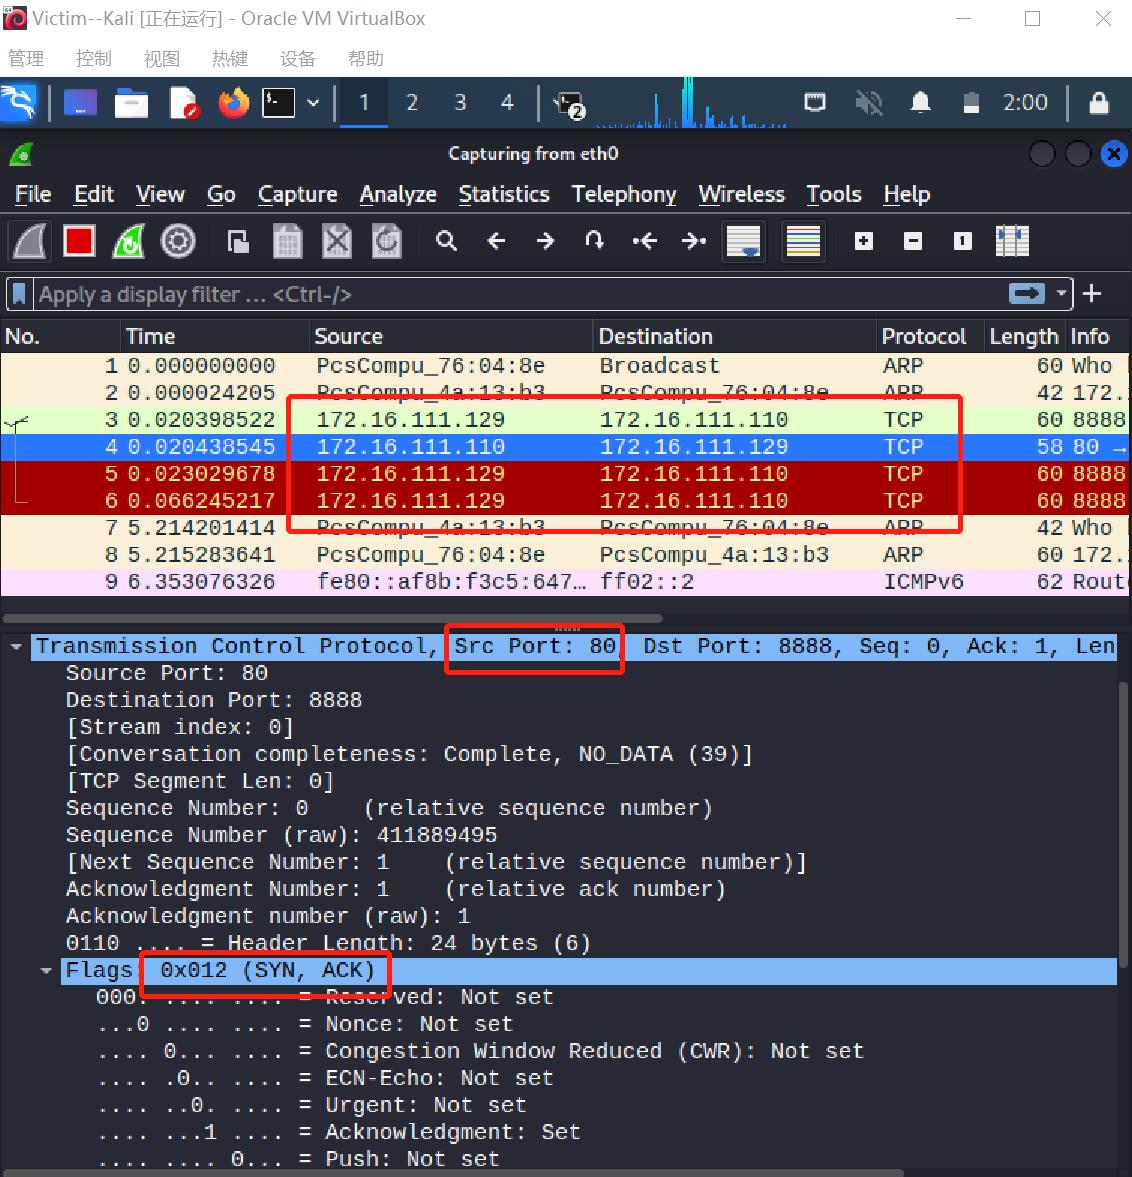 Victim--Kali [正在运行] - Oracle VM VirtualBox
管理 控制 视图 热键 设备 帮助
1 2 3 4 2 2:00
Capturing from eth0
File Edit View Go Capture Analyze Statistics Telephony Wireless Tools Help
Apply a display filter … <Ctrl-/>
No. Time Source Destination Protocol Length Info
1 0.000000000 PcsCompu_76:04:8e Broadcast ARP 60 Who
2 0.000024205 PcsCompu_4a:13:b3 PcsCompu_76:04:8e ARP 42 172.
3 0.020398522 172.16.111.129 172.16.111.110 TCP 60 8888
4 0.020438545 172.16.111.110 172.16.111.129 TCP 58 80 →
5 0.023029678 172.16.111.129 172.16.111.110 TCP 60 8888
6 0.066245217 172.16.111.129 172.16.111.110 TCP 60 8888
7 5.214201414 PcsCompu_4a:13:b3 PcsCompu_76:04:8e ARP 42 Who
8 5.215283641 PcsCompu_76:04:8e PcsCompu_4a:13:b3 ARP 60 172.
9 6.353076326 fe80::af8b:f3c5:647… ff02::2 ICMPv6 62 Rout
Transmission Control Protocol, Src Port: 80, Dst Port: 8888, Seq: 0, Ack: 1, Len
Source Port: 80
Destination Port: 8888
[Stream index: 0]
[Conversation completeness: Complete, NO_DATA (39)]
[TCP Segment Len: 0]
Sequence Number: 0 (relative sequence number)
Sequence Number (raw): 411889495
[Next Sequence Number: 1 (relative sequence number)]
Acknowledgment Number: 1 (relative ack number)
Acknowledgment number (raw): 1
0110 .... = Header Length: 24 bytes (6)
Flags: 0x012 (SYN, ACK)
000. .... .... = Reserved: Not set
...0 .... .... = Nonce: Not set
.... 0... .... = Congestion Window Reduced (CWR): Not set
.... .0.. .... = ECN-Echo: Not set
.... ..0. .... = Urgent: Not set
.... ...1 .... = Acknowledgment: Set
.... .... 0... = Push: Not set